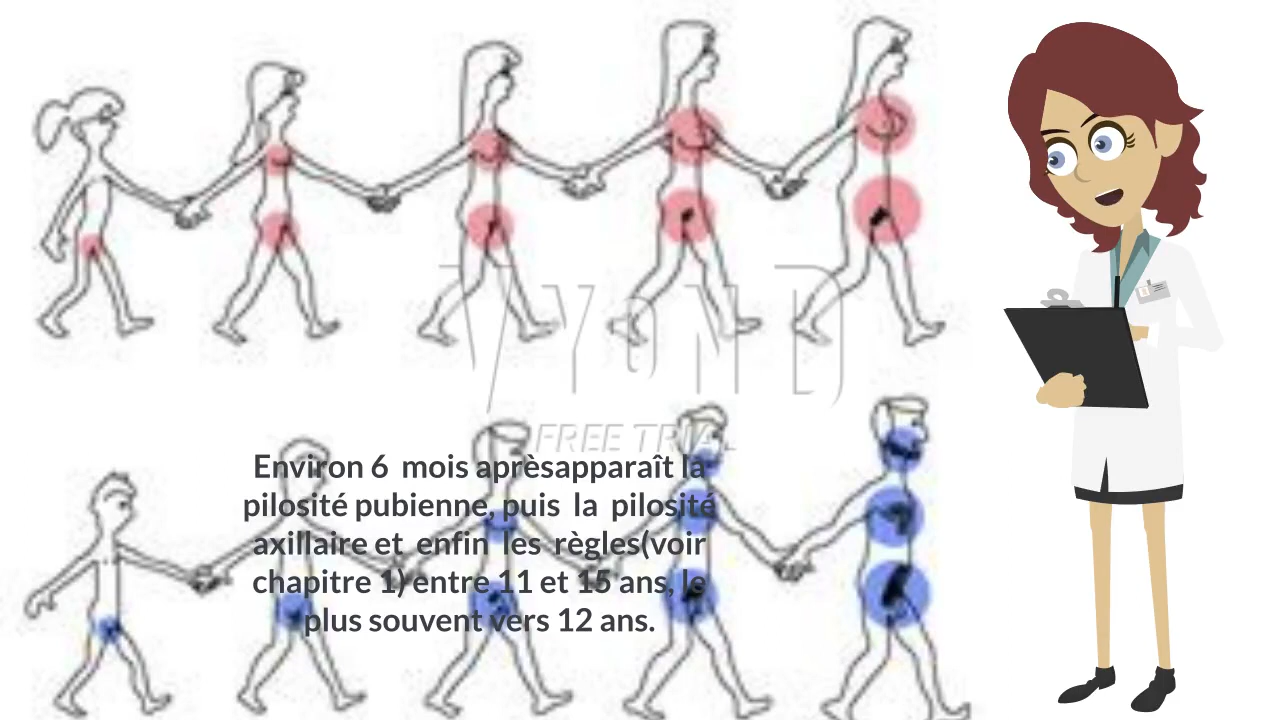 VYOND
FREE TRIAL
Environ 6 mois aprèsapparaît la
pilosité pubienne, puis la pilosité
axillaire et enfin les règles(voir
chapitre 1) entre 11 et 15 ans, le
plus souvent vers 12 ans.